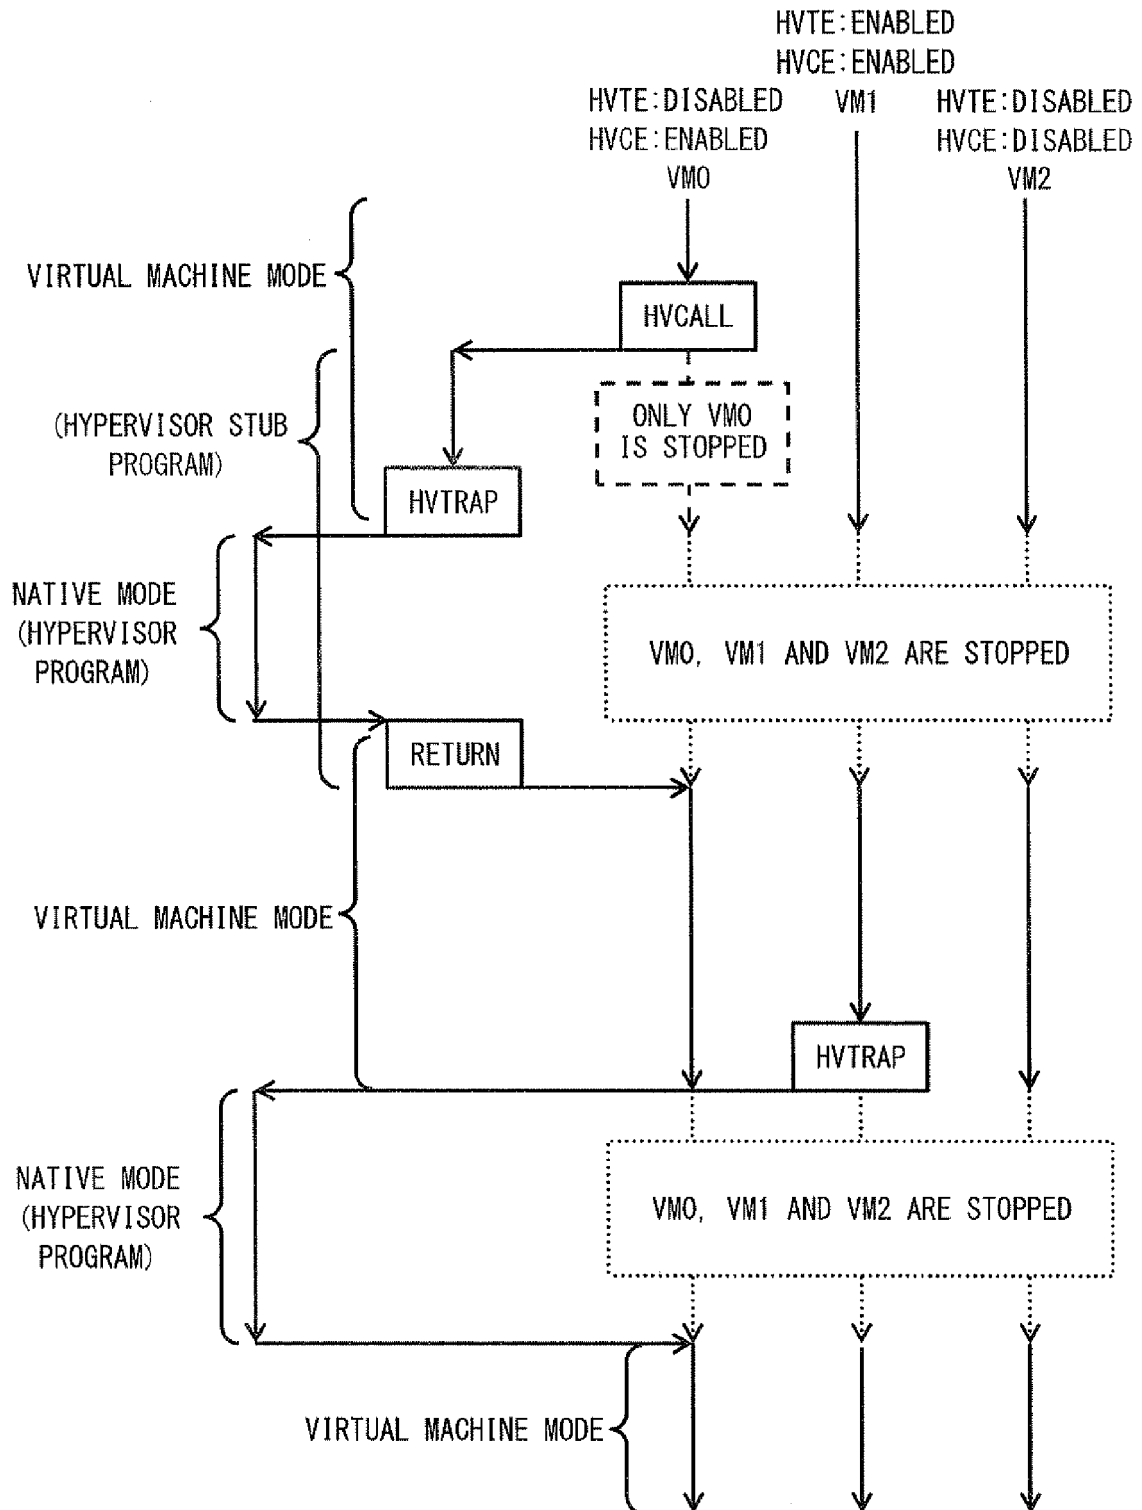 HVTE:ENABLED
HVCE:ENABLED
VM1
HVTE:DISABLED
HVCE:ENABLED
VM0
HVTE:DISABLED
HVCE:DISABLED
VM2
VIRTUAL MACHINE MODE
HVCALL
(HYPERVISOR STUB
PROGRAM)
ONLY VM0
IS STOPPED
HVTRAP
NATIVE MODE
(HYPERVISOR
PROGRAM)
VM0, VM1 AND VM2 ARE STOPPED
RETURN
VIRTUAL MACHINE MODE
HVTRAP
NATIVE MODE
(HYPERVISOR
PROGRAM)
VM0, VM1 AND VM2 ARE STOPPED
VIRTUAL MACHINE MODE